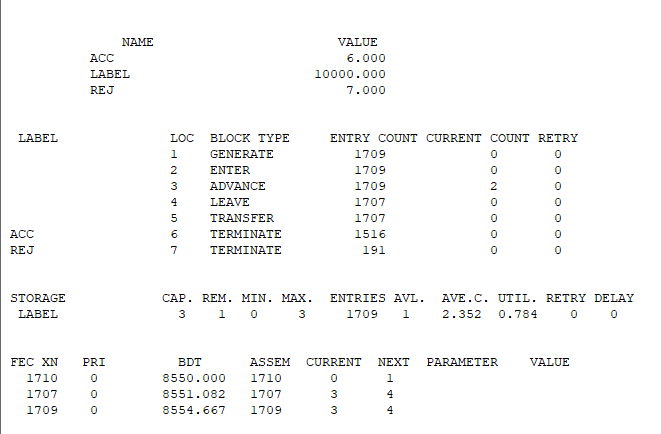 NAME VALUE
ACC 6.000
LABEL 10000.000
REJ 7.000
LABEL LOC BLOCK TYPE ENTRY COUNT CURRENT COUNT RETRY
1 GENERATE 1709 0 0
2 ENTER 1709 0 0
3 ADVANCE 1709 2 0
4 LEAVE 1707 0 0
5 TRANSFER 1707 0 0
ACC 6 TERMINATE 1516 0 0
REJ 7 TERMINATE 191 0 0
STORAGE CAP. REM. MIN. MAX. ENTRIES AVL. AVE.C. UTIL. RETRY DELAY
LABEL 3 1 0 3 1709 1 2.352 0.784 0 0
FEC XN PRI BDT ASSEM CURRENT NEXT PARAMETER VALUE
1710 0 8550.000 1710 0 1
1707 0 8551.082 1707 3 4
1709 0 8554.667 1709 3 4